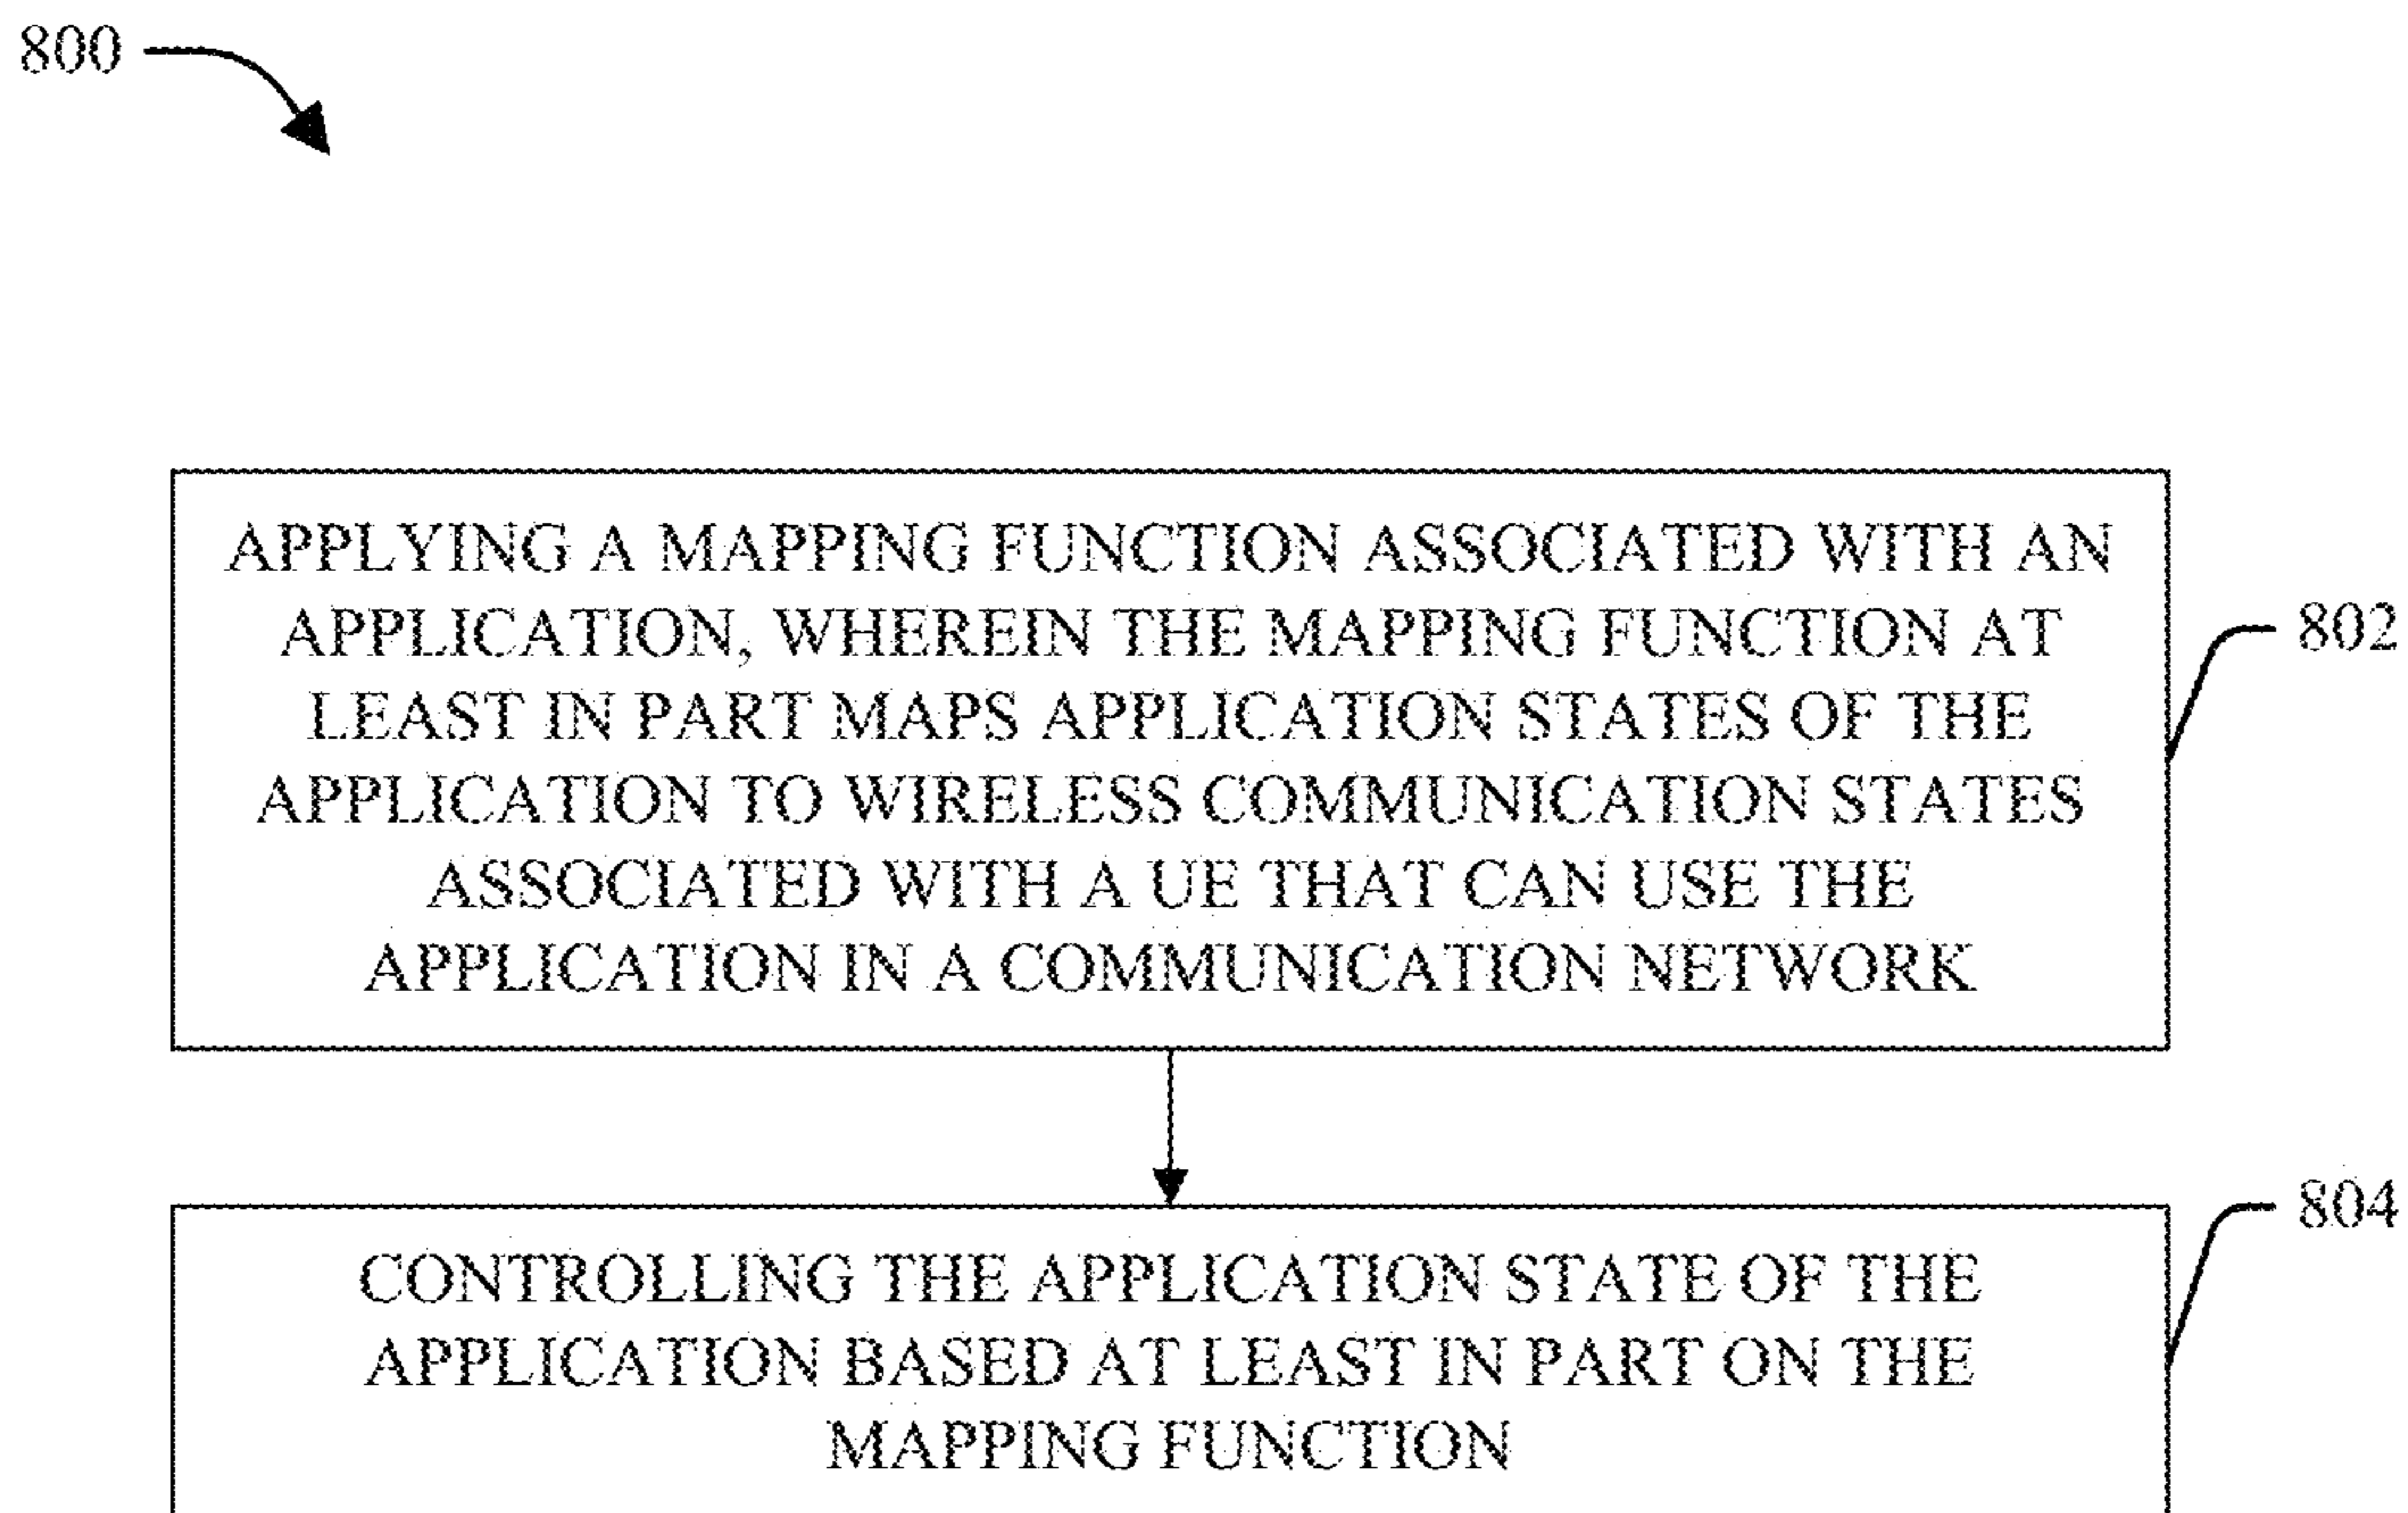 800
APPLYING A MAPPING FUNCTION ASSOCIATED WITH AN
APPLICATION, WHEREIN THE MAPPING FUNCTION AT
LEAST IN PART MAPS APPLICATION STATES OF THE
APPLICATION TO WIRELESS COMMUNICATION STATES
ASSOCIATED WITH A UE THAT CAN USE THE
APPLICATION IN A COMMUNICATION NETWORK
802
804
CONTROLLING THE APPLICATION STATE OF THE
APPLICATION BASED AT LEAST IN PART ON THE
MAPPING FUNCTION